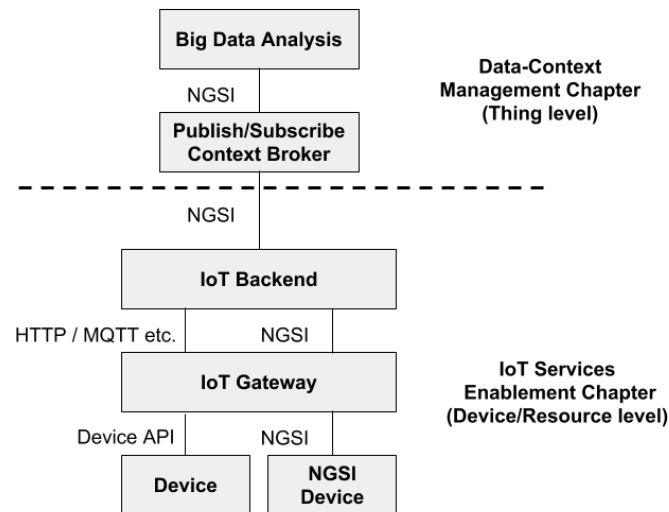 Big Data Analysis
Data-Context
Management Chapter
(Thing level)
NGSI
Publish/Subscribe
Context Broker
NGSI
IoT Backend
HTTP / MQTT etc.
NGSI
IoT Gateway
IoT Services
Enablement Chapter
(Device/Resource level)
Device API
NGSI
Device
NGSI
Device